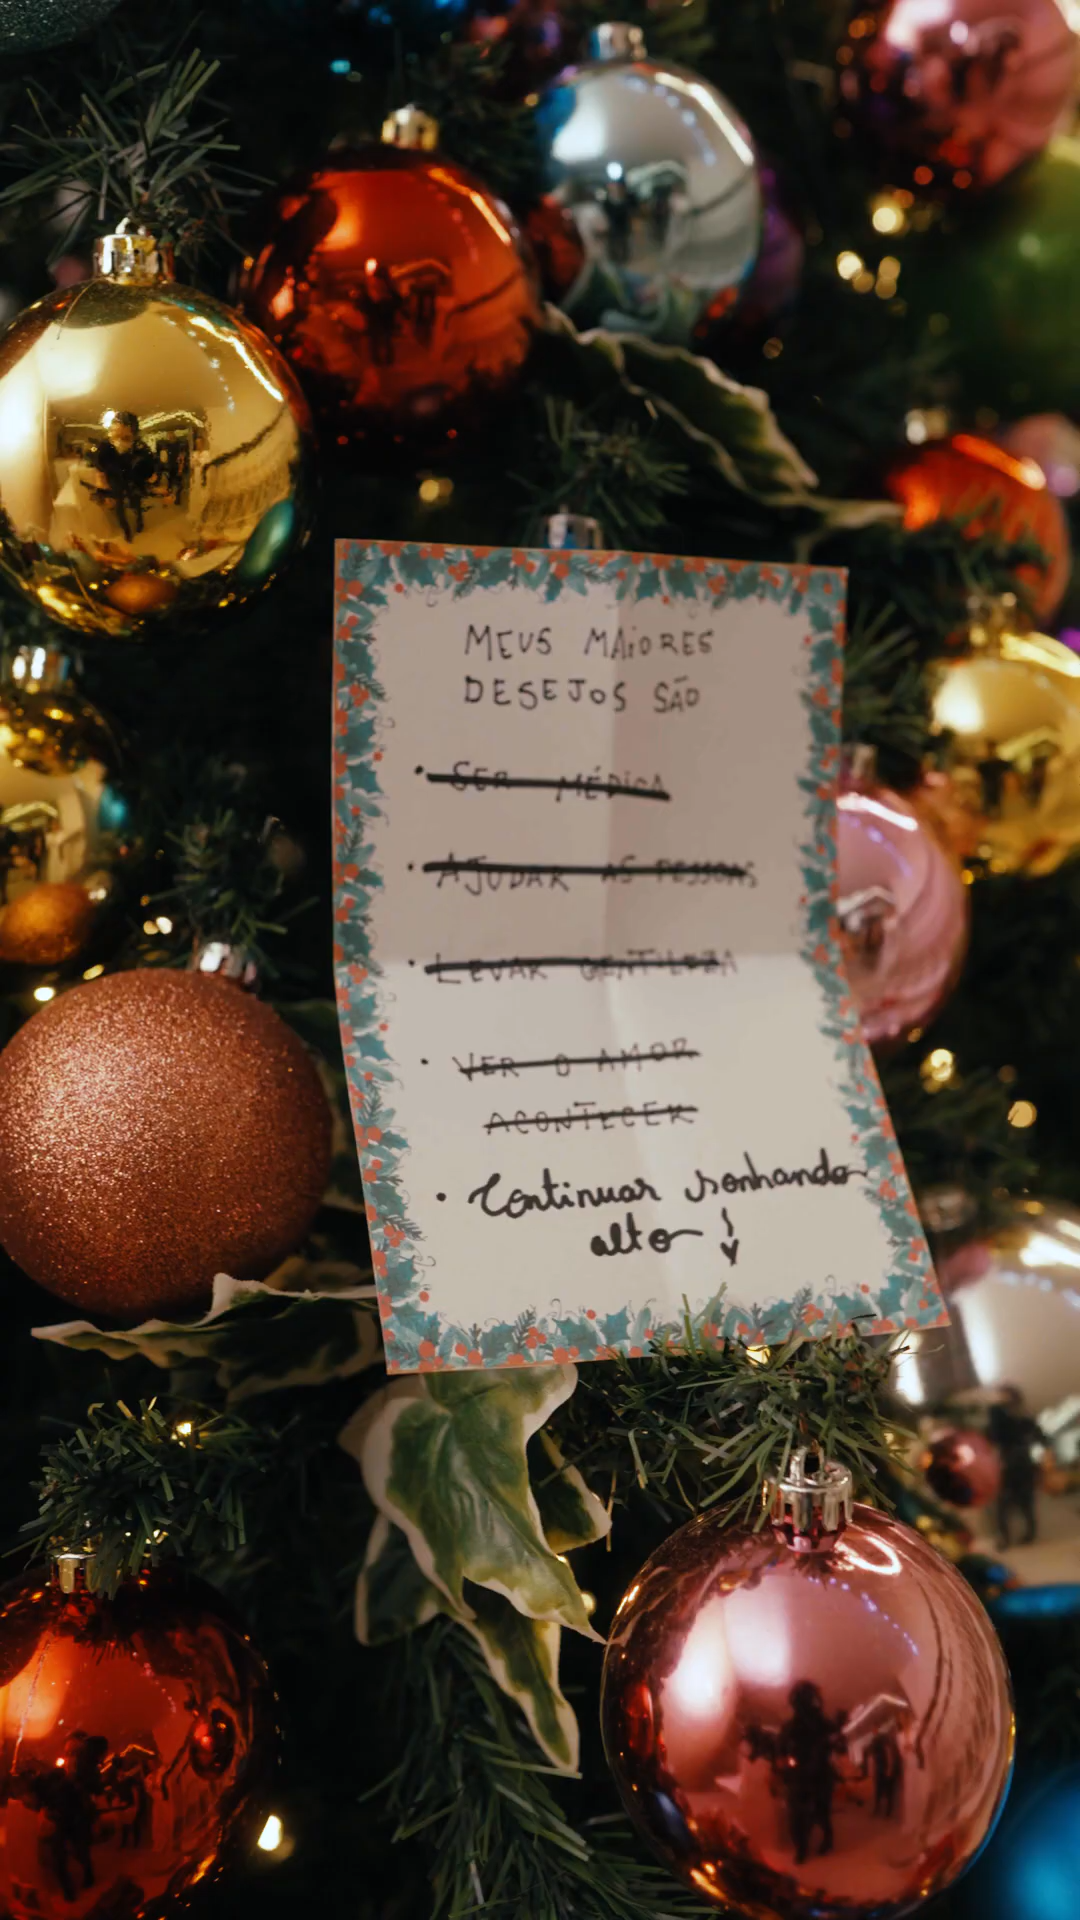 MEUS MAIORES
DESEJOS SÃO
• SER MÉDICA
• AJUDAR AS PESSOAS
• LEVAR GENTILEZA
• VER O AMOR
ACONTECER
• Continuar sonhando
alto!